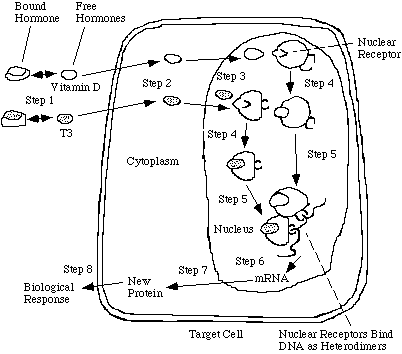 Bound
Hormone
Free
Hormones
Nuclear
Receptor
Vitamin D
Step 1
T3
Step 2
Step 3
Step 4
Step 4
Cytoplasm
Step 5
Step 5
Nucleus
Step 6
mRNA
Step 7
New
Protein
Step 8
Biological
Response
Target Cell
Nuclear Receptors Bind
DNA as Heterodimers